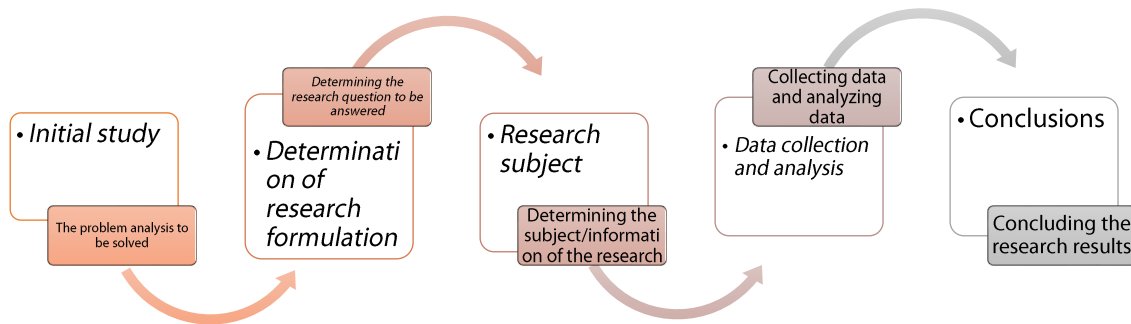 • Initial study
The problem analysis to
be solved
Determining the
research question to be
answered
• Determinati
on of
research
formulation
• Research
subject
Determining the
subject/informati
on of the research
Collecting data
and analyzing
data
• Data collection
and analysis
• Conclusions
Concluding the
research results